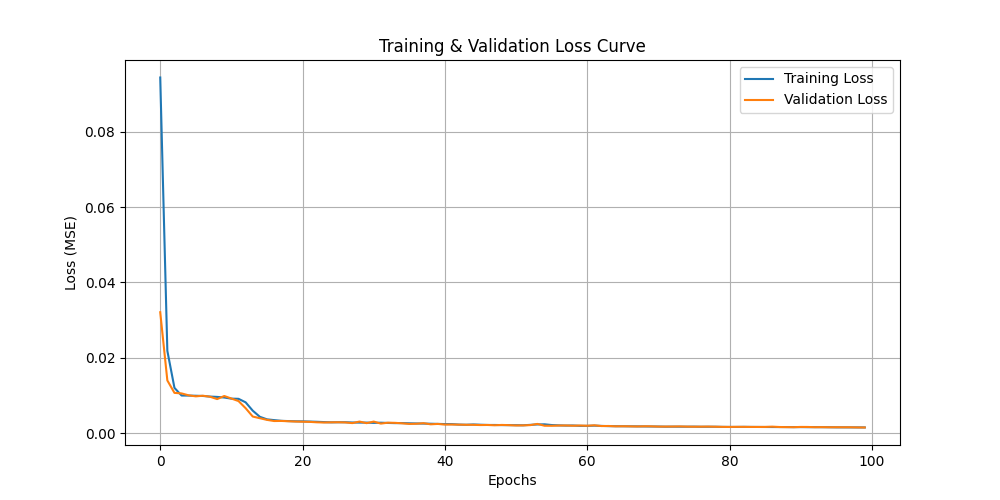 Training & Validation Loss Curve
Training Loss
Validation Loss
Loss (MSE)
0.08
0.06
0.04
0.02
0.00
0 20 40 60 80 100
Epochs